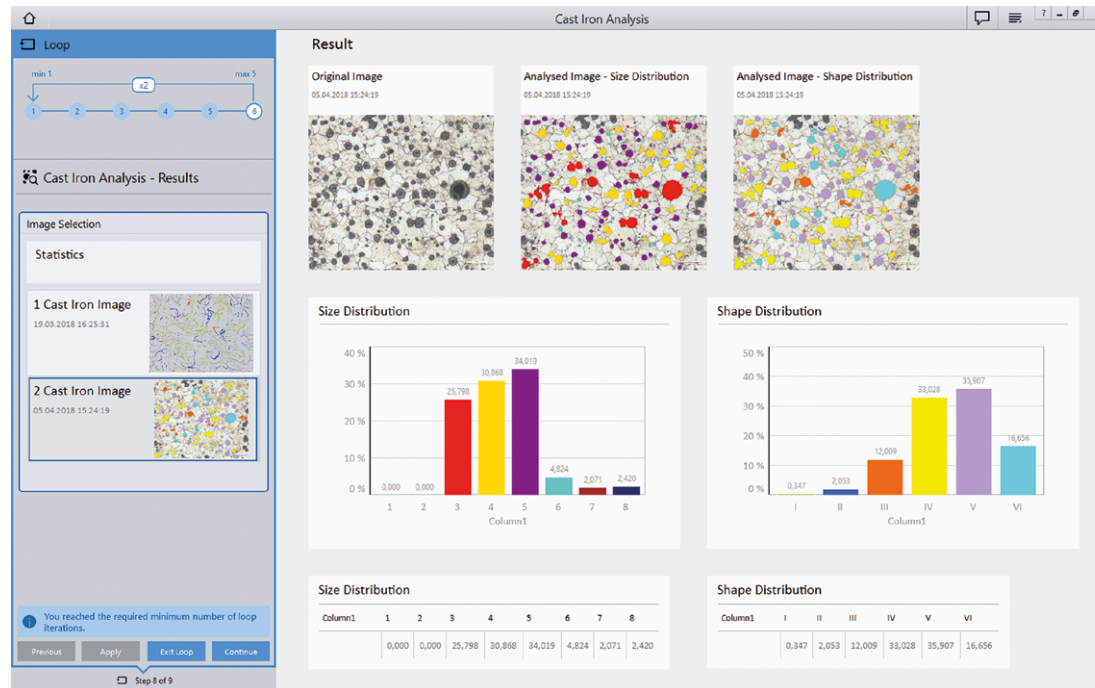 Cast Iron Analysis
?
Loop
min 1
max 5
x2
1 2 3 4 5 6
Cast Iron Analysis - Results
Image Selection
Statistics
1 Cast Iron Image
19.03.2018 16:25:31
2 Cast Iron Image
05.04.2018 15:24:19
You reached the required minimum number of loop
iterations.
Previous Apply Exit Loop Continue
Step 8 of 9
Result
Original Image
05.04.2018 15:24:19
Analysed Image - Size Distribution
05.04.2018 15:24:19
Analysed Image - Shape Distribution
05.04.2018 15:24:19
Size Distribution
40 %
30 %
20 %
10 %
0 %
0,000 0,000 25,798 30,868 34,019 4,824 2,071 2,420
1 2 3 4 5 6 7 8
Column1
Shape Distribution
50 %
40 %
30 %
20 %
10 %
0 %
0,347 2,053 12,009 33,028 35,907 16,656
I II III IV V VI
Column1
Size Distribution
Column1 1 2 3 4 5 6 7 8
0,000 0,000 25,798 30,868 34,019 4,824 2,071 2,420
Shape Distribution
Column1 I II III IV V VI
0,347 2,053 12,009 33,028 35,907 16,656